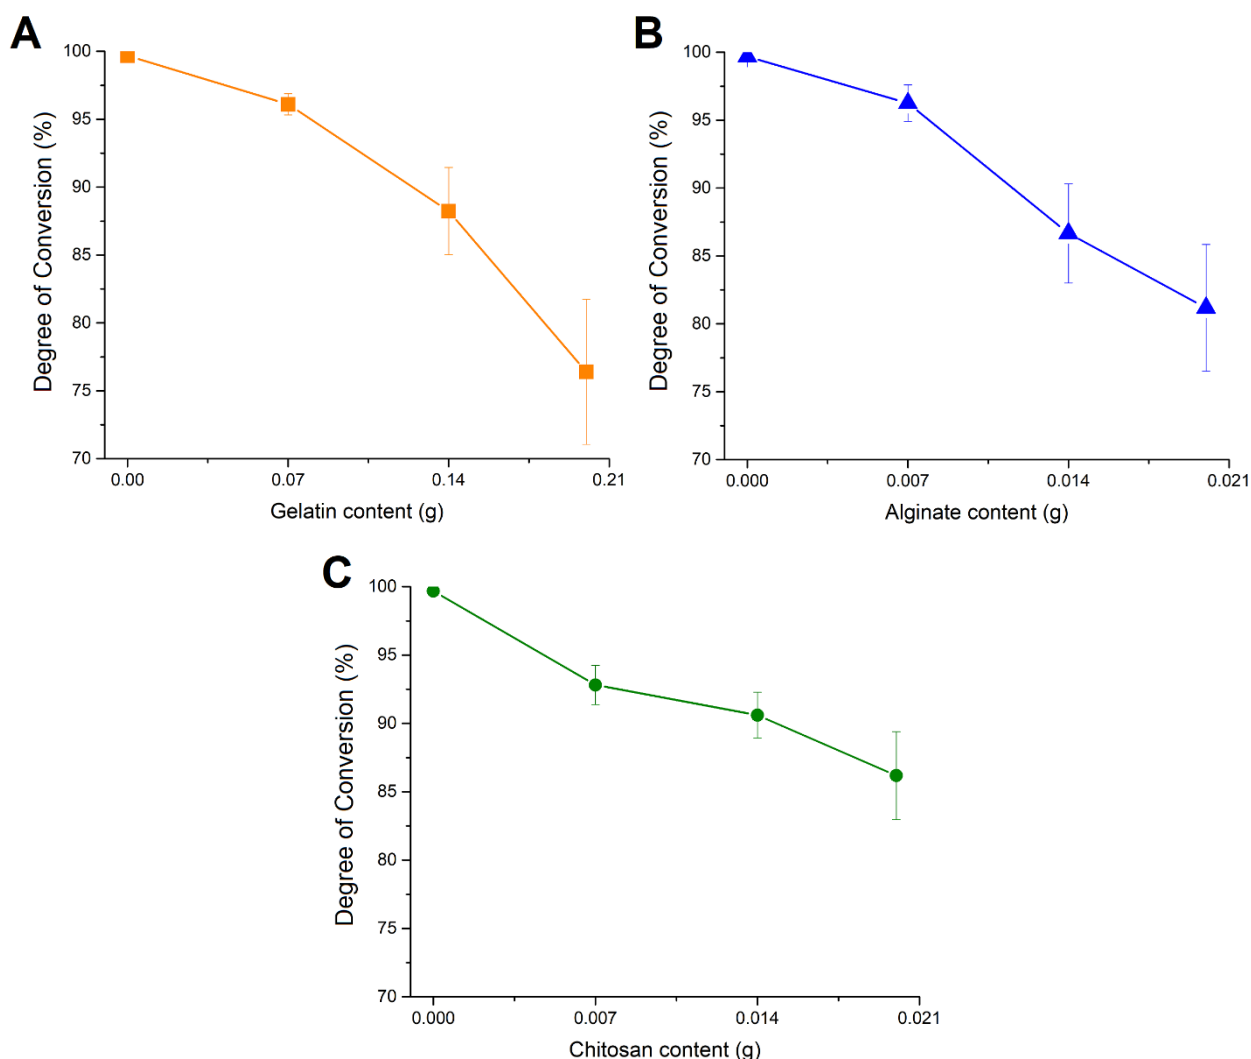 A
100
95
90
85
80
75
70
Degree of Conversion (%)
0.00 0.07 0.14 0.21
Gelatin content (g)
B
100
95
90
85
80
75
70
Degree of Conversion (%)
0.000 0.007 0.014 0.021
Alginate content (g)
C
100
95
90
85
80
75
70
Degree of Conversion (%)
0.000 0.007 0.014 0.021
Chitosan content (g)